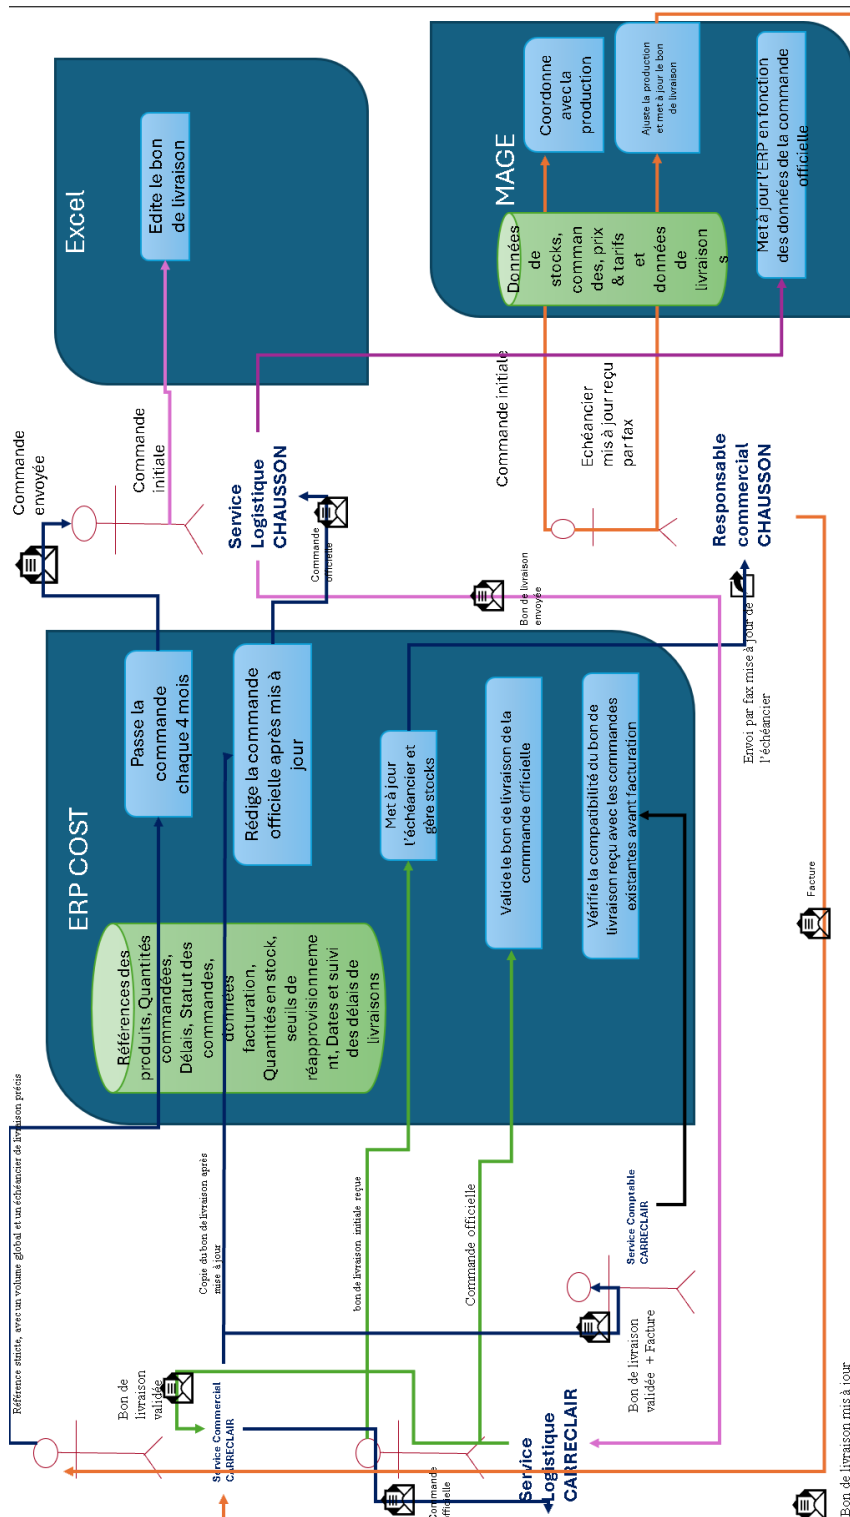 Excel
Edite le bon
de livraison
MAGE
Coordonne
avec la
production
Ajuste la production
et met à jour le bon
de livraison
Met à jour l'ERP en fonction
des données de la commande
officielle
Données
de
stocks,
comman
des, prix
& tarifs
et
données
de
livraison
s
Commande
envoyée
Commande
initiale
Service
Logistique
CHAUSSON
Commande
officielle
Commande initiale
Echéancier
mis à jour reçu
par fax
Responsable
commercial
CHAUSSON
Bon de livraison
envoyée
Envoi par fax mise à jour de
l'échéancier
ERP COST
Passe la
commande
chaque 4 mois
Rédige la commande
officielle après mis à
jour
Met à jour
l'échéancier et
gère stocks
Valide le bon de livraison de la
commande officielle
Vérifie la compatibilité du bon de
livraison reçu avec les commandes
existantes avant facturation
Références des
produits, Quantités
commandées,
Délais, Statut des
commandes,
données
facturation,
Quantités en stock,
seuils de
réapprovisionneme
nt, Dates et suivi
des délais de
livraisons
Facture
Référence stricte, avec un volume global et un échéancier de livraison précis
Copie du bon de livraison après
mise à jour
bon de livraison initiale reçue
Commande officielle
Service Comptable
CARRECLAIR
Bon de
livraison
validée
Service Commercial
CARRECLAIR
Bon de livraison
validée + Facture
Service
Logistique
CARRECLAIR
Commande
officielle
Bon de livraison mis à jour